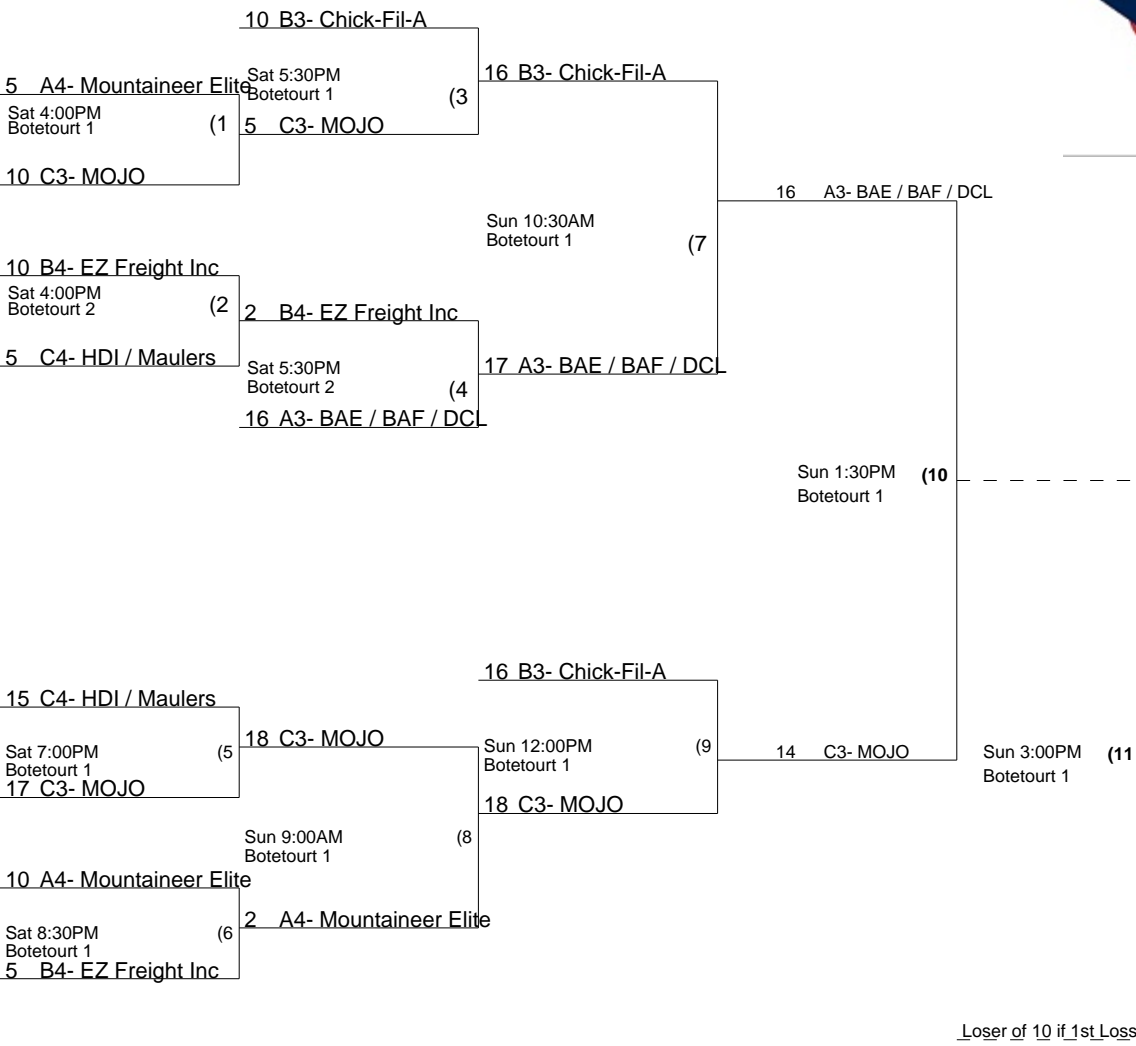 10 B3- Chick-Fil-A
Sat 5:30PM
Botetourt 1
(3
16 B3- Chick-Fil-A
5 A4- Mountaineer Elite
Sat 4:00PM
Botetourt 1
(1
5 C3- MOJO
10 C3- MOJO
16 A3- BAE / BAF / DCL
Sun 10:30AM
Botetourt 1
(7
10 B4- EZ Freight Inc
Sat 4:00PM
Botetourt 2
(2
2 B4- EZ Freight Inc
5 C4- HDI / Maulers
Sat 5:30PM
Botetourt 2
(4
17 A3- BAE / BAF / DCL
16 A3- BAE / BAF / DCL
Sun 1:30PM
(10
Botetourt 1
16 B3- Chick-Fil-A
15 C4- HDI / Maulers
Sat 7:00PM
Botetourt 1
(5
18 C3- MOJO
17 C3- MOJO
Sun 12:00PM
Botetourt 1
(9
14 C3- MOJO
Sun 3:00PM
(11
Botetourt 1
18 C3- MOJO
Sun 9:00AM
Botetourt 1
(8
10 A4- Mountaineer Elite
Sat 8:30PM
Botetourt 1
(6
2 A4- Mountaineer Elite
5 B4- EZ Freight Inc
Loser of 10 if 1st Loss